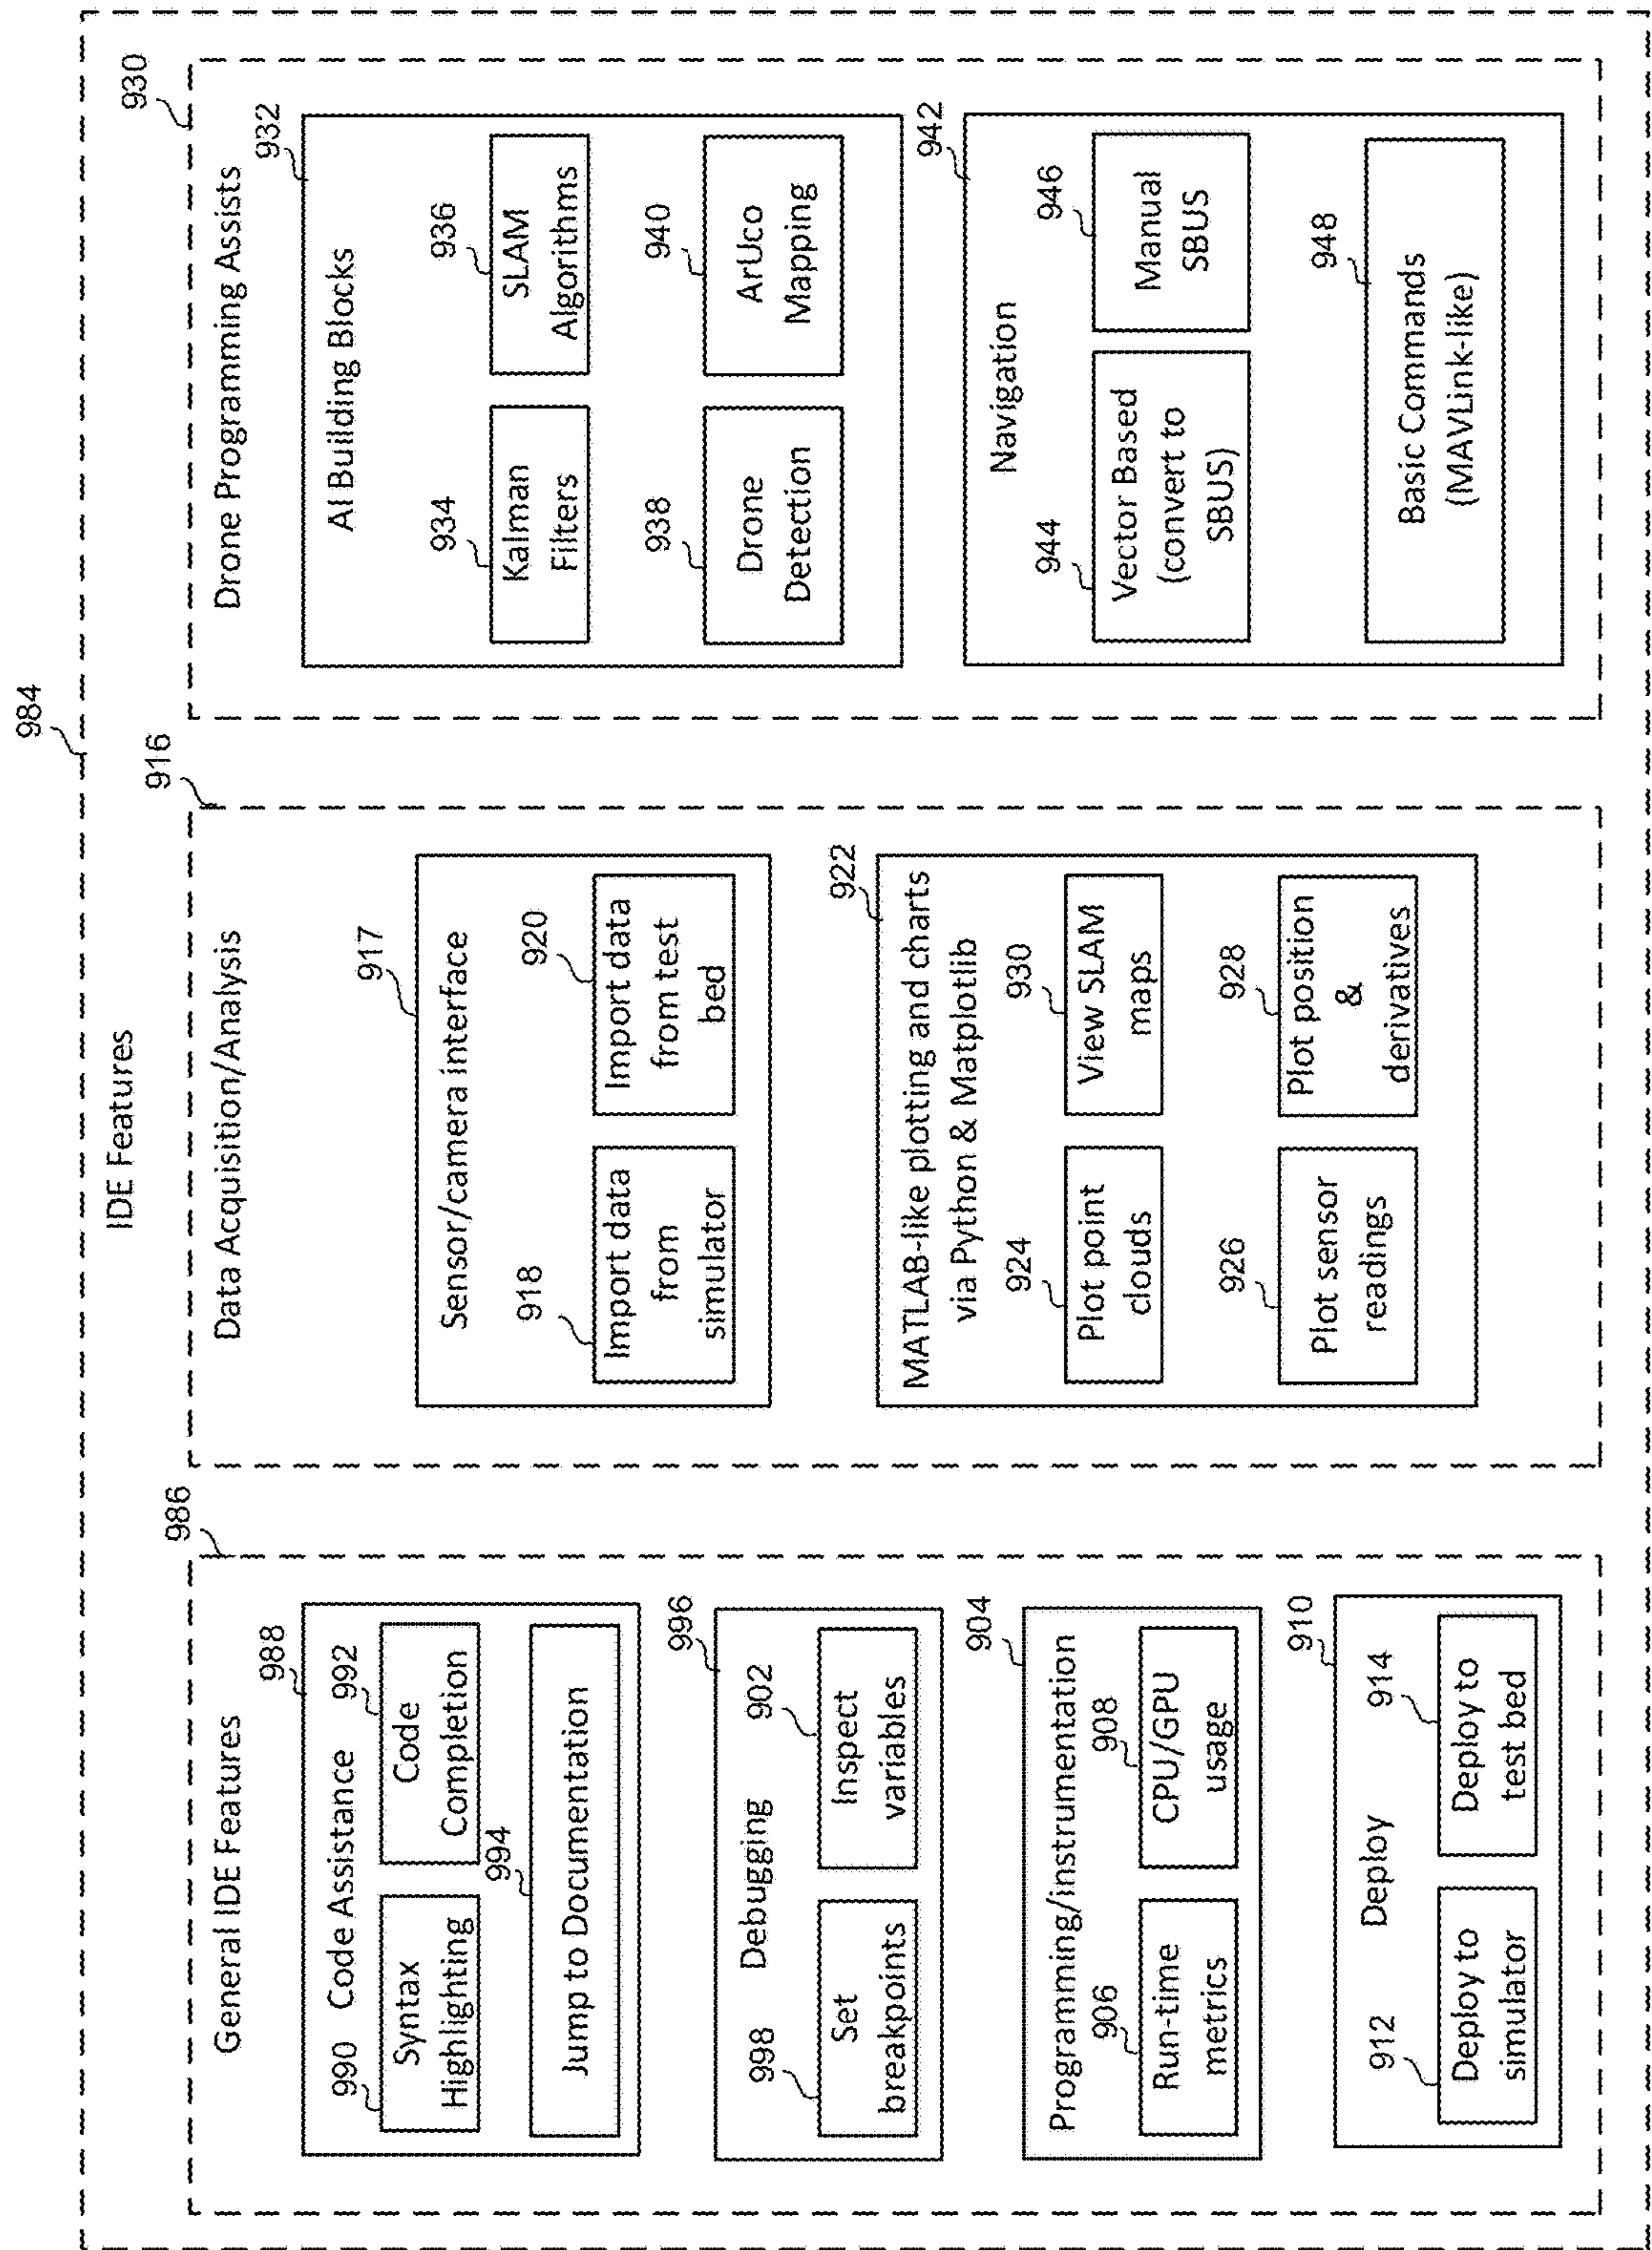 984
IDE Features
986
General IDE Features
988
990
Code Assistance
992
Syntax
Highlighting
Code
Completion
994
Jump to Documentation
996
998
Debugging
902
Set
breakpoints
Inspect
variables
904
Programming/instrumentation
906
908
Run-time
metrics
CPU/GPU
usage
910
912
Deploy
914
Deploy to
simulator
Deploy to
test bed
916
Data Acquisition/Analysis
917
Sensor/camera interface
918
920
Import data
from
simulator
Import data
from test
bed
922
MATLAB-like plotting and charts
via Python & Matplotlib
924
930
Plot point
clouds
View SLAM
maps
926
928
Plot sensor
readings
Plot position
&
derivatives
930
Drone Programming Assists
932
AI Building Blocks
934
936
Kalman
Filters
SLAM
Algorithms
938
940
Drone
Detection
ArUco
Mapping
942
Navigation
944
946
Vector Based
(convert to
SBUS)
Manual
SBUS
948
Basic Commands
(MAVLink-like)